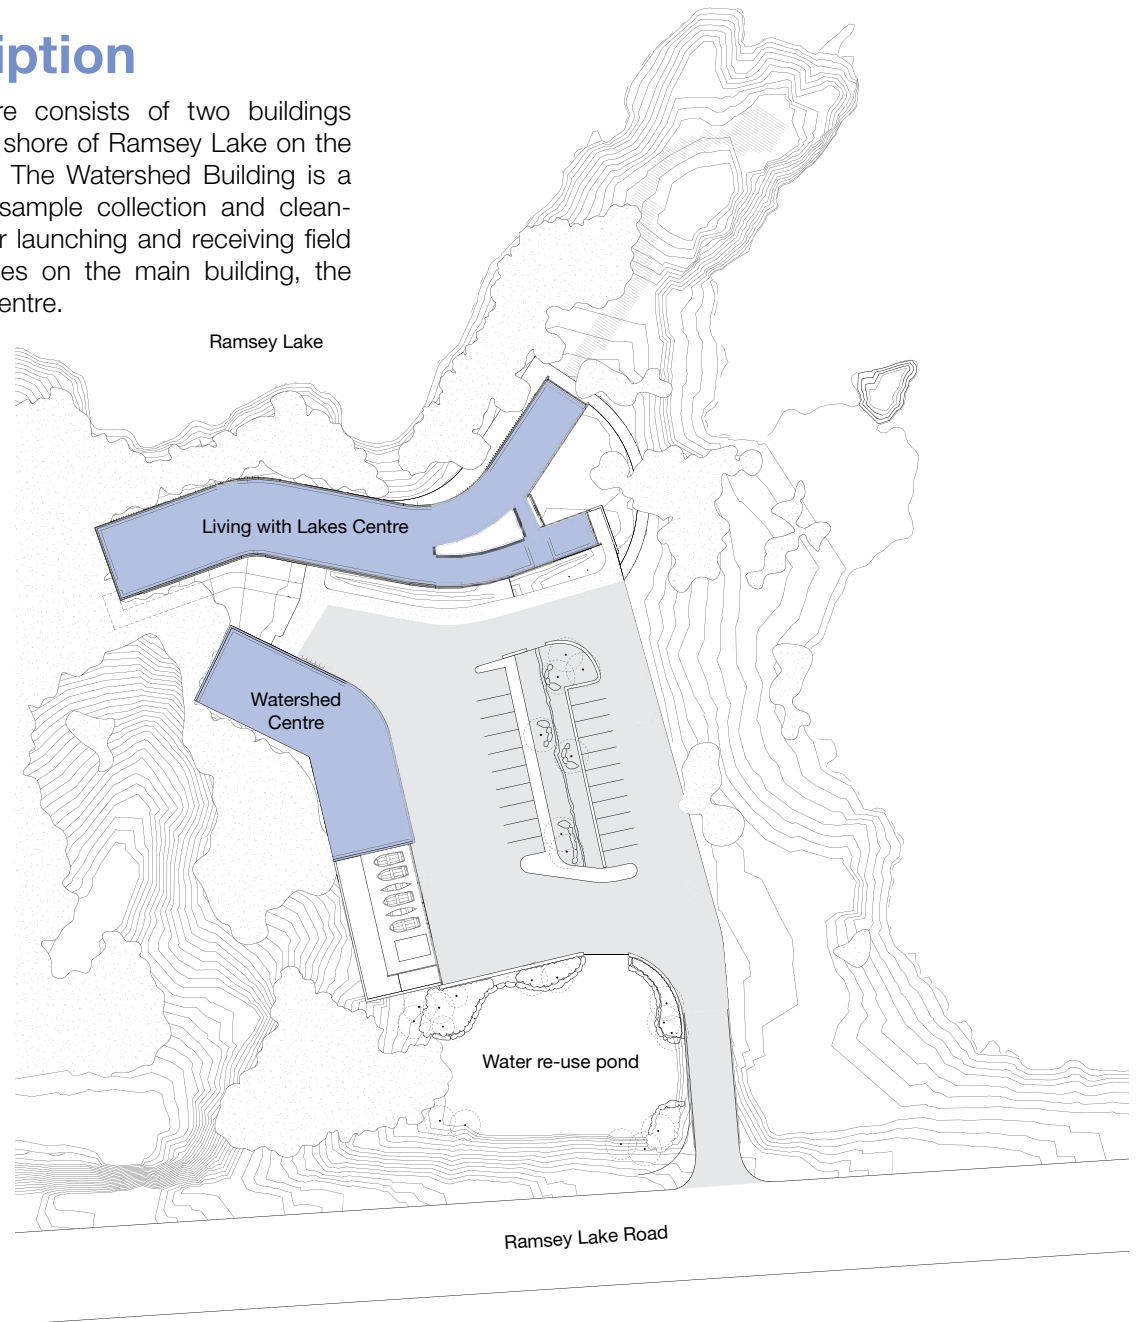 iption
re consists of two buildings
shore of Ramsey Lake on the
The Watershed Building is a
sample collection and clean-
r launching and receiving field
es on the main building, the
entre.
Ramsey Lake
Living with Lakes Centre
Watershed
Centre
Water re-use pond
Ramsey Lake Road